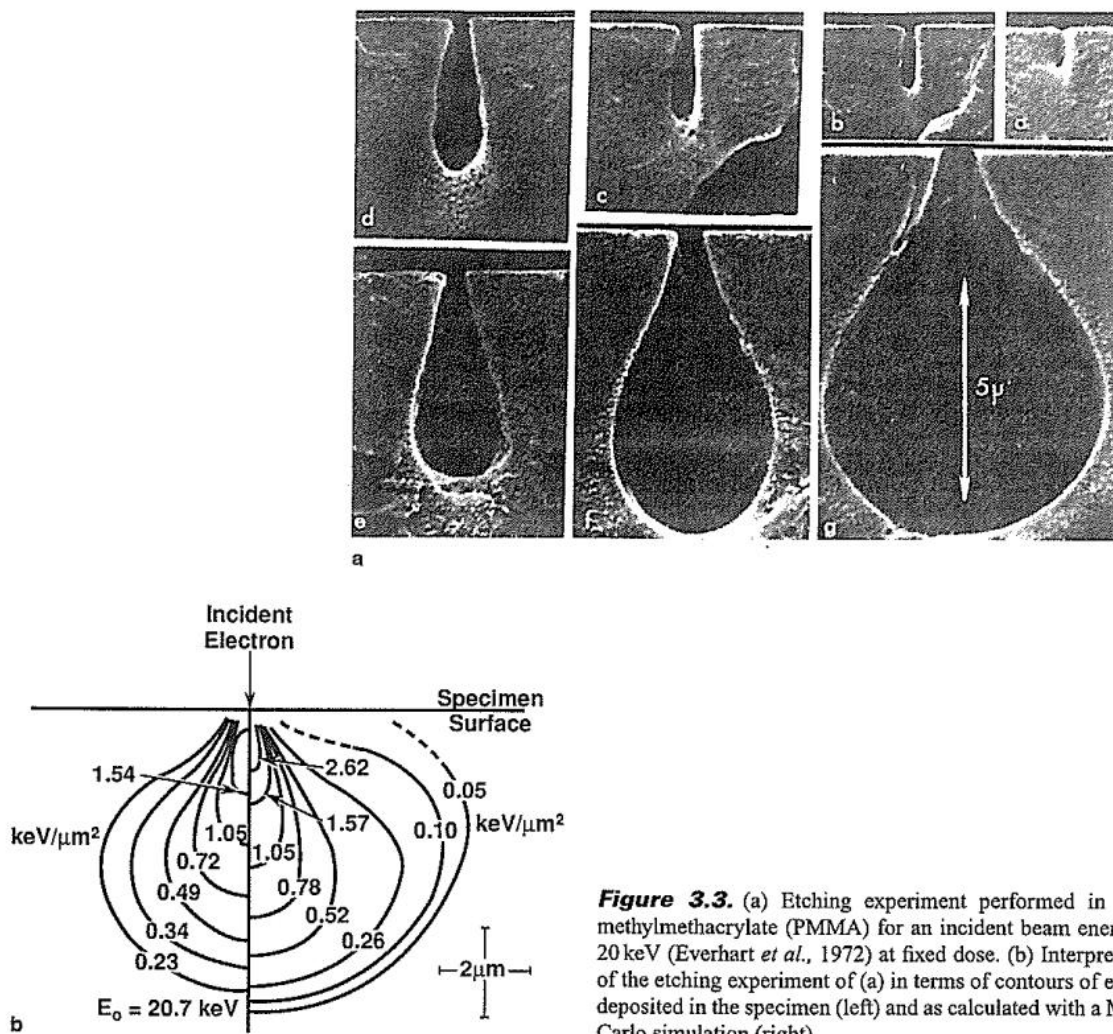 d
c
b
a
e
f
g
5μ
a
Incident
Electron
Specimen
Surface
1.54
2.62
0.05
keV/μm²
1.57
0.10
keV/μm²
1.05
1.05
0.72
0.78
0.49
0.52
0.34
0.26
0.23
2μm
E₀ = 20.7 keV
b
Figure 3.3. (a) Etching experiment performed in
methylmethacrylate (PMMA) for an incident beam ener
20 keV (Everhart et al., 1972) at fixed dose. (b) Interpre
of the etching experiment of (a) in terms of contours of e
deposited in the specimen (left) and as calculated with a M
Carlo simulation (right)